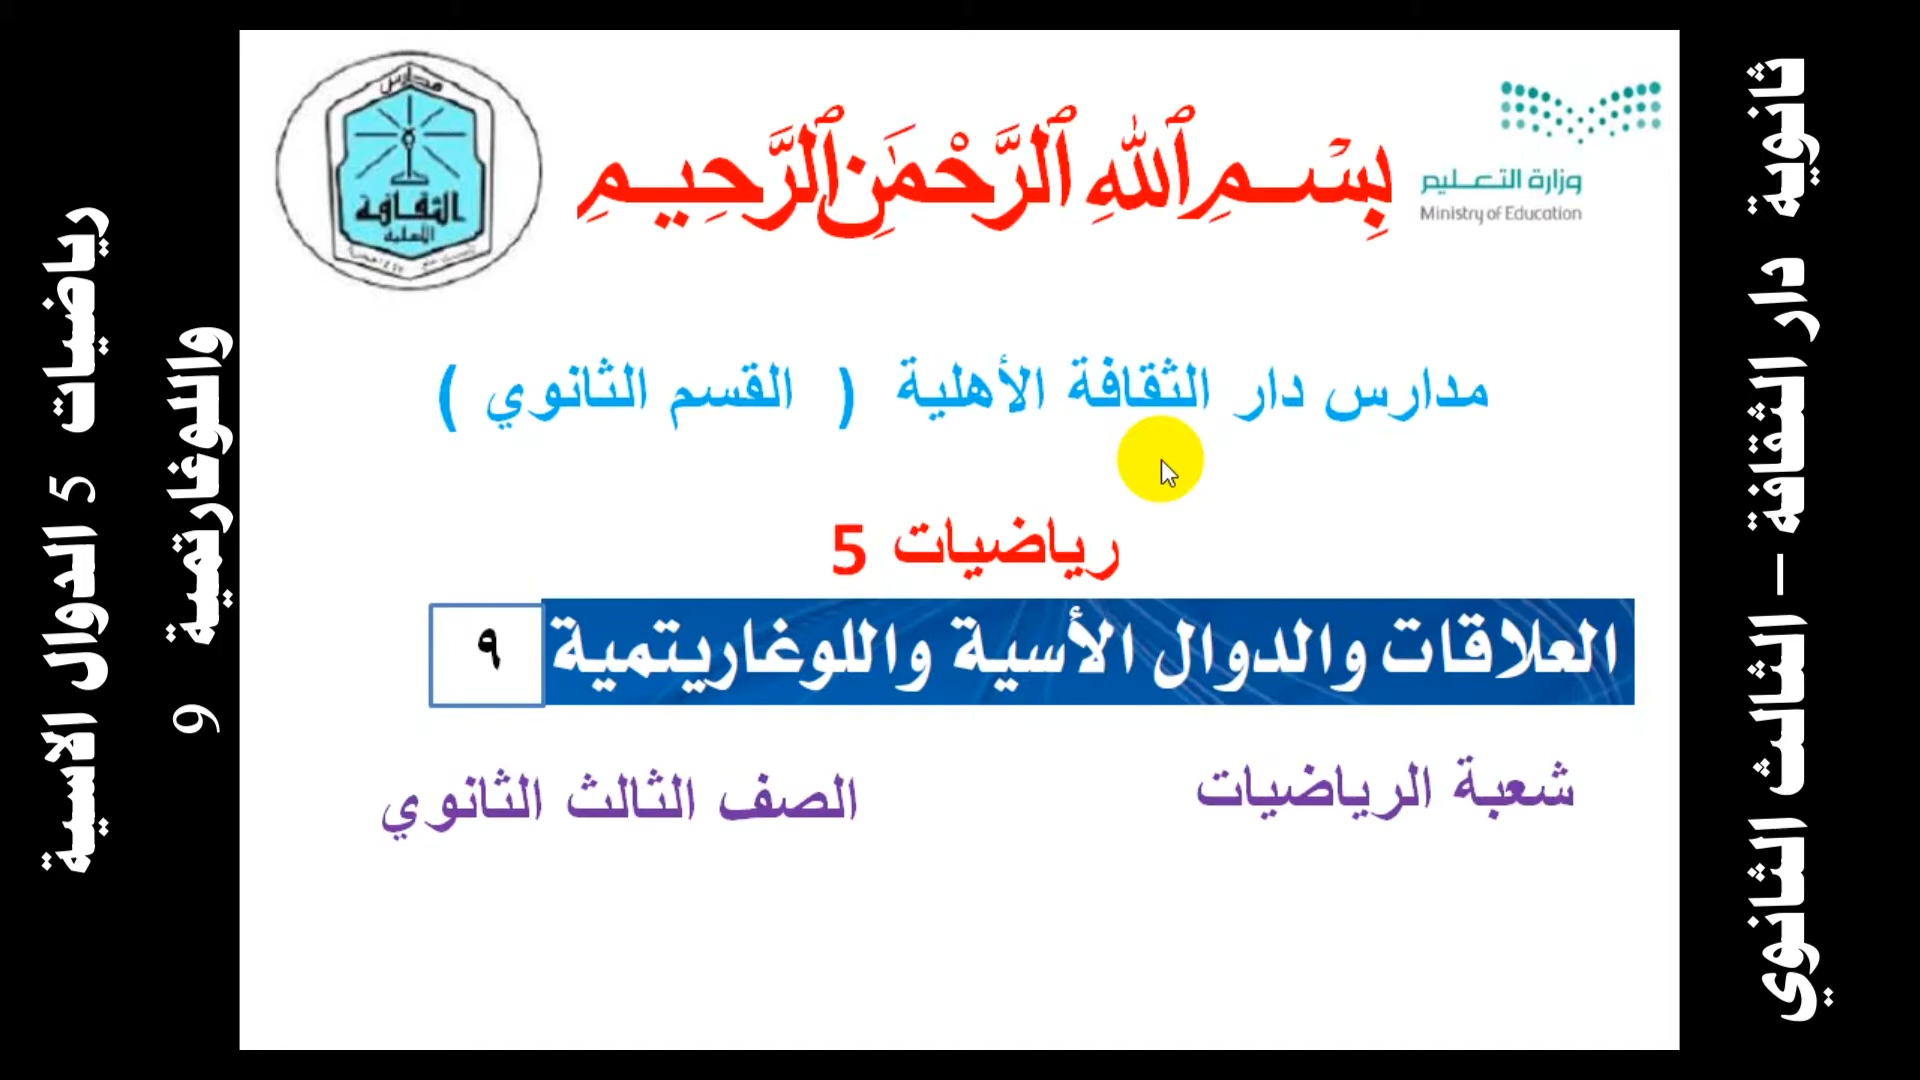 بِسْمِ ٱللَّهِ ٱلرَّحْمَٰنِ ٱلرَّحِيمِ
وزارة التعليم
Ministry of Education
مدارس
الثقافة
الأهلية
مدارس دار الثقافة الأهلية ( القسم الثانوي )
رياضيات 5
العلاقات والدوال الأسية واللوغاريتمية ٩
شعبة الرياضيات
الصف الثالث الثانوي
ثانوية دار الثقافة – الثالث الثانوي
رياضيات 5 الدوال الاسية
واللوغارتمية 9